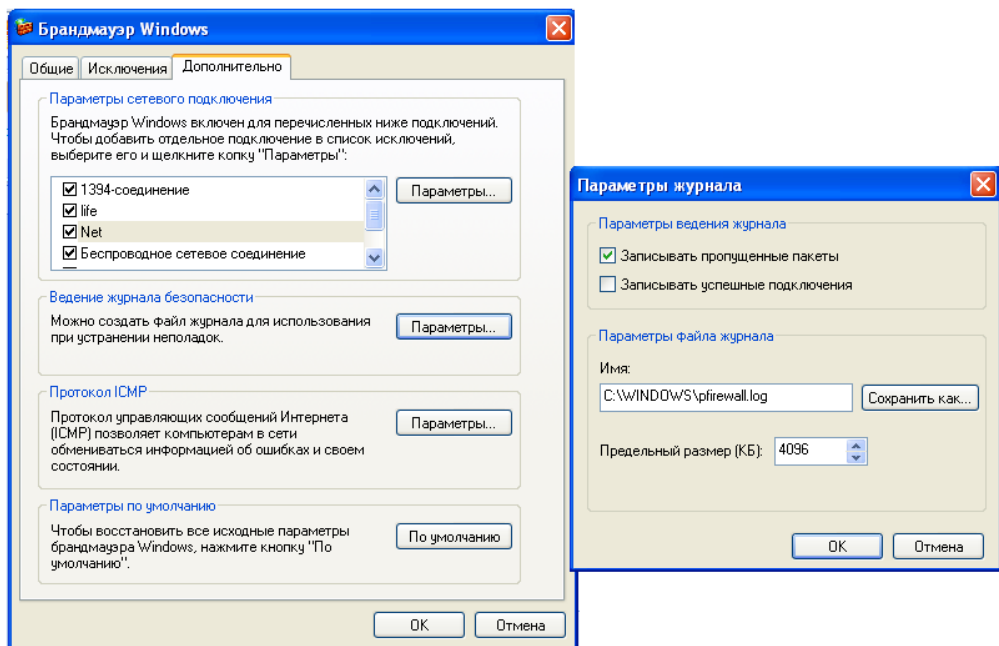 Брандмауэр Windows
Общие
Исключения
Дополнительно
Параметры сетевого подключения
Брандмауэр Windows включен для перечисленных ниже подключений.
Чтобы добавить отдельное подключение в список исключений,
выберите его и щелкните копку "Параметры":
1394-соединение
life
Net
Беспроводное сетевое соединение
Параметры...
Ведение журнала безопасности
Можно создать файл журнала для использования
при устранении неполадок.
Параметры...
Протокол ICMP
Протокол управляющих сообщений Интернета
(ICMP) позволяет компьютерам в сети
обмениваться информацией об ошибках и своем
состоянии.
Параметры...
Параметры по умолчанию
Чтобы восстановить все исходные параметры
брандмауэра Windows, нажмите кнопку "По
умолчанию".
По умолчанию
OK
Отмена
Параметры журнала
Параметры ведения журнала
Записывать пропущенные пакеты
Записывать успешные подключения
Параметры файла журнала
Имя:
C:\WINDOWS\pfirewall.log
Сохранить как...
Предельный размер (КБ):
4096
OK
Отмена